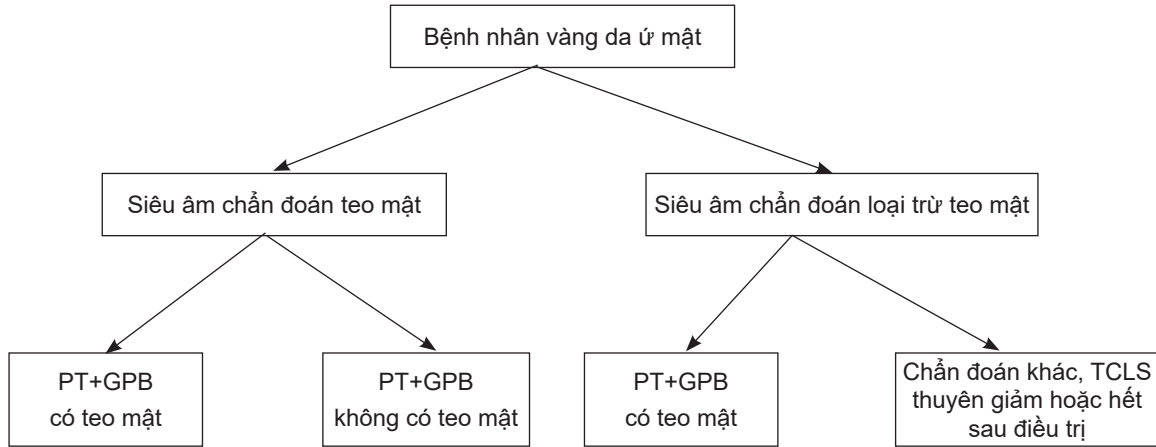 Bệnh nhân vàng da ứ mật
Siêu âm chẩn đoán teo mật
Siêu âm chẩn đoán loại trừ teo mật
PT+GPB
có teo mật
PT+GPB
không có teo mật
PT+GPB
có teo mật
Chẩn đoán khác, TCLS
thuyên giảm hoặc hết
sau điều trị